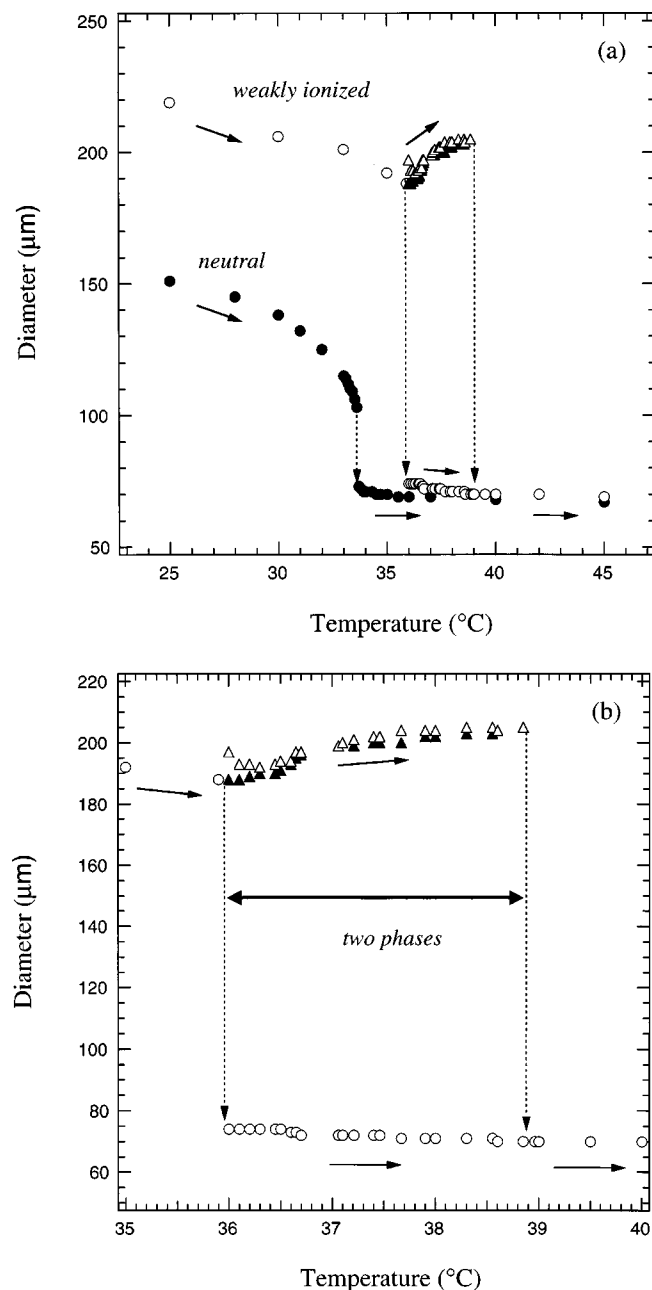 250
(a)
weakly ionized
200
neutral
150
100
50
Diameter (μm)
25 30 35 40 45
Temperature (°C)
220
(b)
200
180
160
two phases
140
120
100
80
60
Diameter (μm)
35 36 37 38 39 40
Temperature (°C)